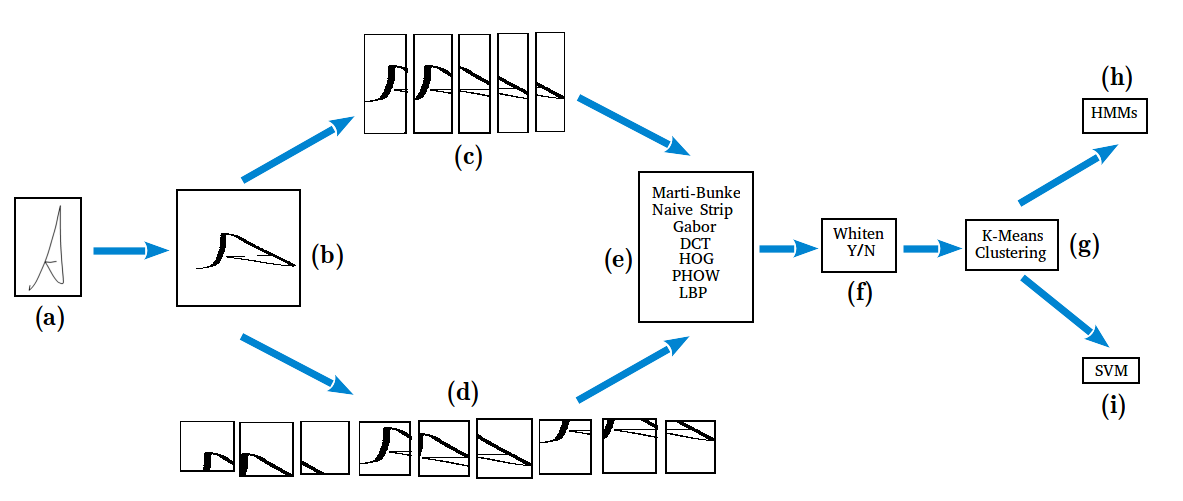 (a)
(b)
(c)
(d)
(e)
Marti-Bunke
Naive Strip
Gabor
DCT
HOG
PHOW
LBP
Whiten
Y/N
(f)
K-Means
Clustering
(g)
(h)
HMMs
SVM
(i)